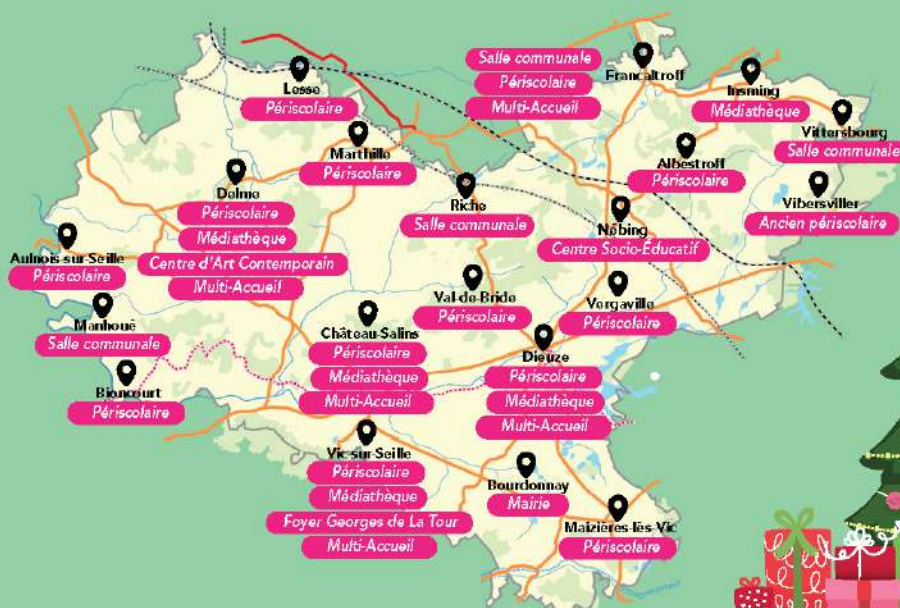 Lesse
Périscolaire
Salle communale
Périscolaire
Multi-Accueil
Francaltroff
Insming
Médiathèque
Vittersbourg
Salle communale
Marthille
Périscolaire
Albestroff
Périscolaire
Vibersviller
Ancien périscolaire
Delme
Périscolaire
Médiathèque
Centre d'Art Contemporain
Multi-Accueil
Riche
Salle communale
Nébing
Centre Socio-Éducatif
Aulnois-sur-Seille
Périscolaire
Val-de-Bride
Périscolaire
Vergaville
Périscolaire
Manhoué
Salle communale
Château-Salins
Périscolaire
Médiathèque
Multi-Accueil
Dieuze
Périscolaire
Médiathèque
Multi-Accueil
Bioncourt
Périscolaire
Vic-sur-Seille
Périscolaire
Médiathèque
Foyer Georges de La Tour
Multi-Accueil
Bourdonnay
Mairie
Maizières-lès-Vic
Périscolaire